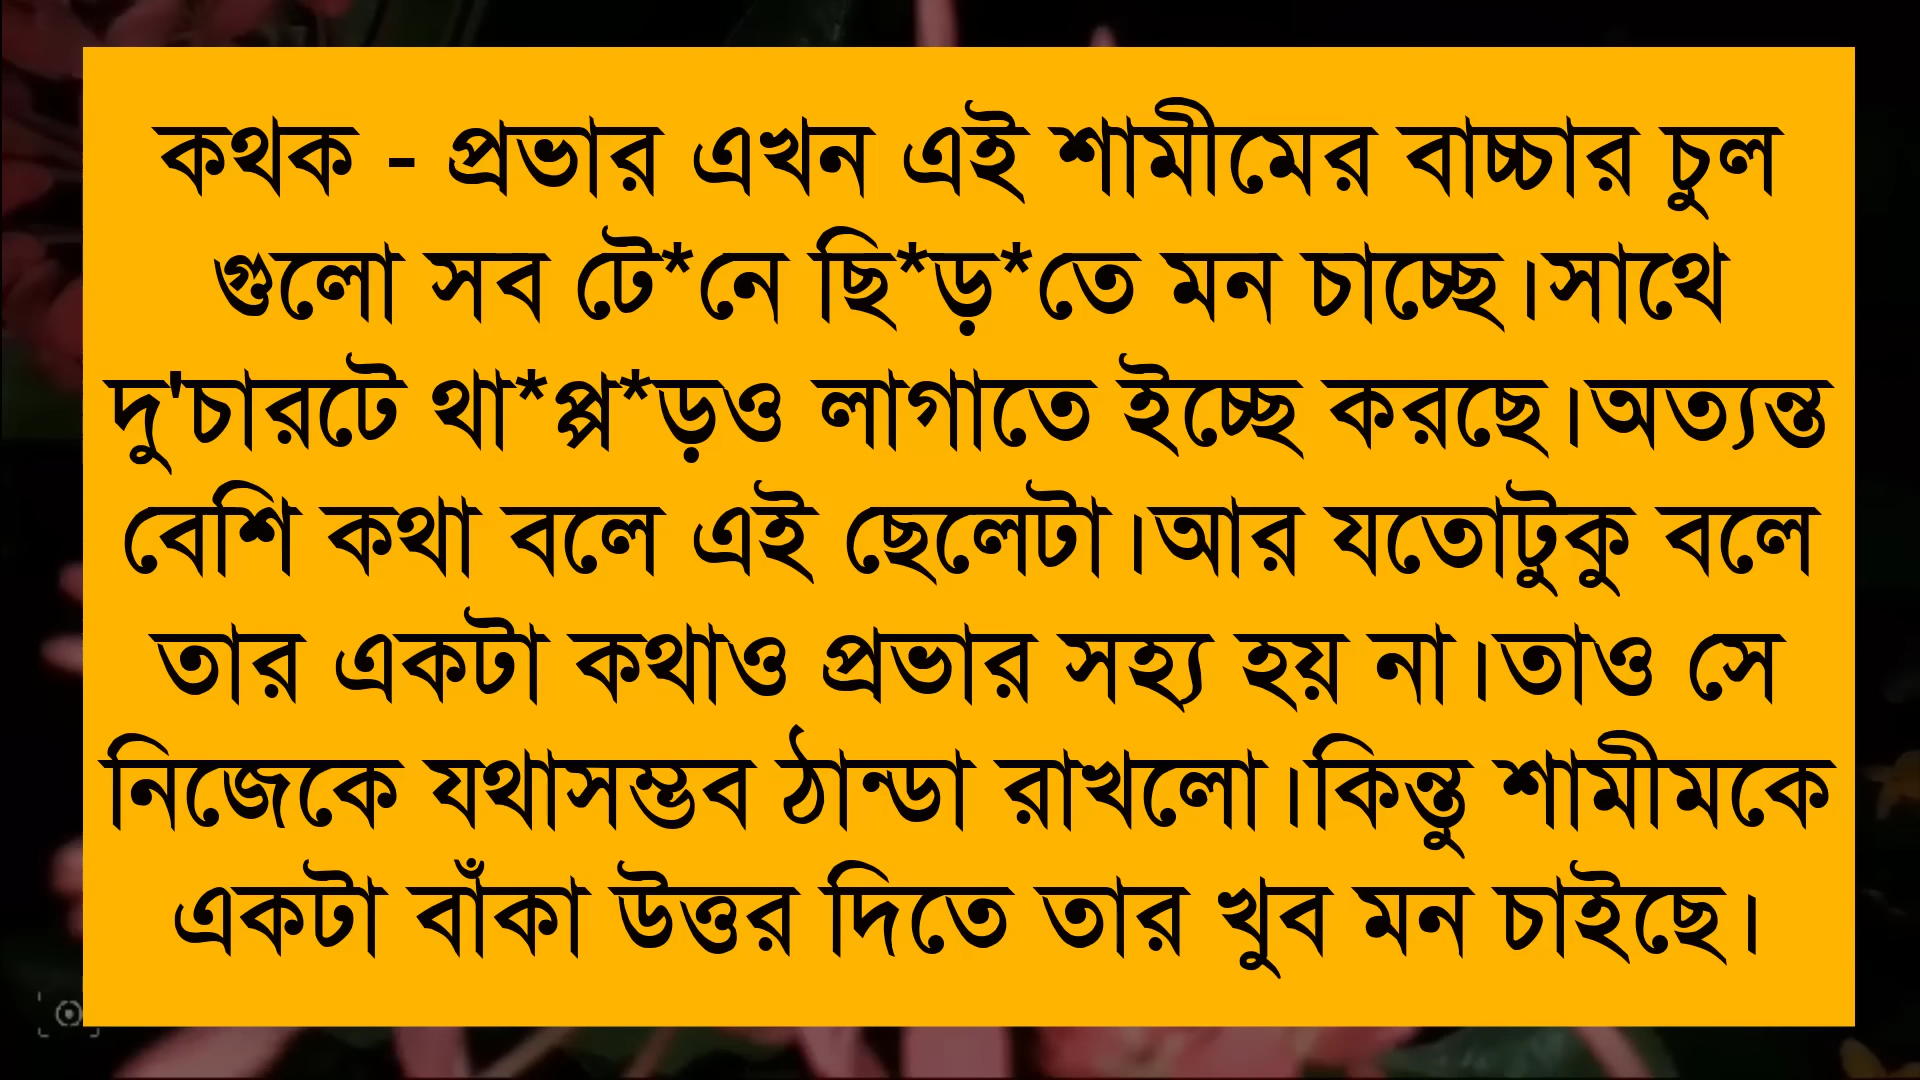 কথক - প্রভার এখন এই শামীমের বাচ্চার চুল
গুলো সব টে*নে ছি*ড়*তে মন চাচ্ছে।সাথে
দু'চারটে থা*প্প*ড়ও লাগাতে ইচ্ছে করছে।অত্যন্ত
বেশি কথা বলে এই ছেলেটা।আর যতোটুকু বলে
তার একটা কথাও প্রভার সহ্য হয় না।তাও সে
নিজেকে যথাসম্ভব ঠান্ডা রাখলো।কিন্তু শামীমকে
একটা বাঁকা উত্তর দিতে তার খুব মন চাইছে।